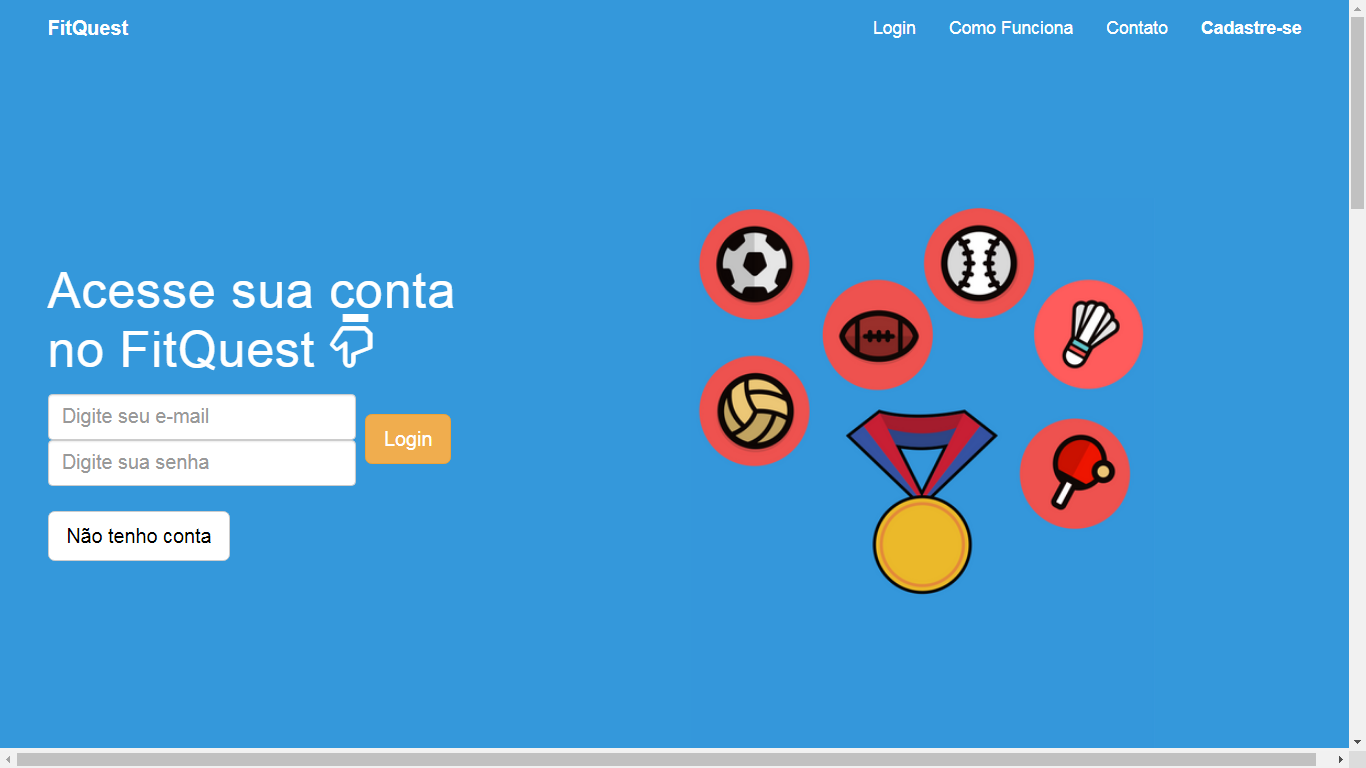 FitQuest
Login
Como Funciona
Contato
Cadastre-se
Acesse sua conta
no FitQuest
Digite seu e-mail
Digite sua senha
Login
Não tenho conta